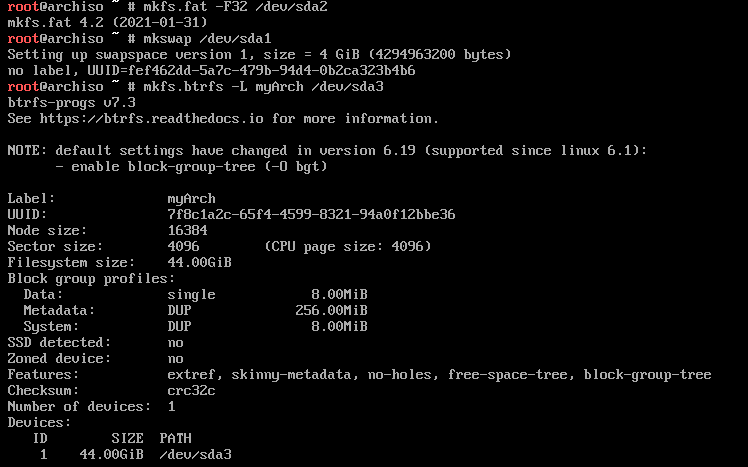 root@archiso ~ # mkfs.fat -F32 /dev/sda2
mkfs.fat 4.2 (2021-01-31)
root@archiso ~ # mkswap /dev/sda1
Setting up swapspace version 1, size = 4 GiB (4294963200 bytes)
no label, UUID=fef462dd-5a7c-479b-94d4-0b2ca323b4b6
root@archiso ~ # mkfs.btrfs -L myArch /dev/sda3
btrfs-progs v7.3
See https://btrfs.readthedocs.io for more information.

NOTE: default settings have changed in version 6.19 (supported since linux 6.1):
      - enable block-group-tree (-O bgt)

Label:              myArch
UUID:               7f8c1a2c-65f4-4599-8321-94a0f12bbe36
Node size:          16384
Sector size:        4096        (CPU page size: 4096)
Filesystem size:    44.00GiB
Block group profiles:
  Data:             single            8.00MiB
  Metadata:         DUP             256.00MiB
  System:           DUP               8.00MiB
SSD detected:       no
Zoned device:       no
Features:           extref, skinny-metadata, no-holes, free-space-tree, block-group-tree
Checksum:           crc32c
Number of devices:  1
Devices:
   ID        SIZE  PATH
    1    44.00GiB  /dev/sda3